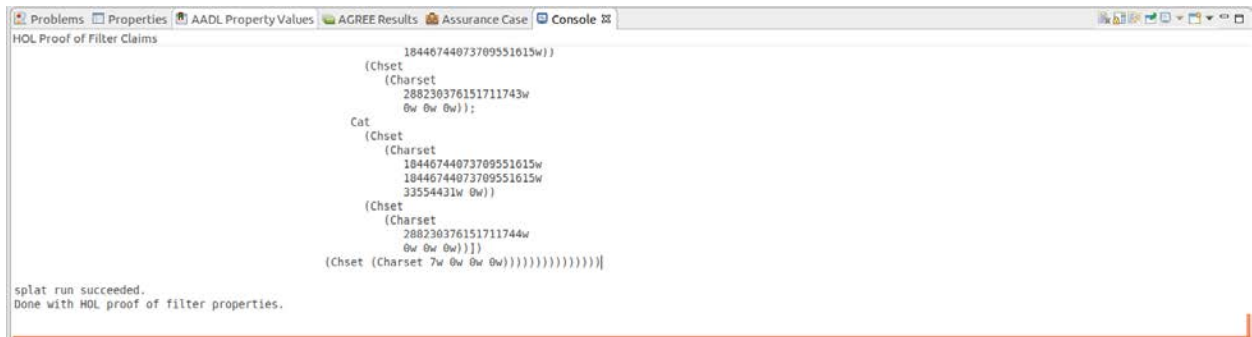 Problems Properties AADL Property Values AGREE Results Assurance Case Console
HOL Proof of Filter Claims
18446744073709551615w))
(Chset
(Charset
288230376151711743w
0w 0w 0w));
Cat
(Chset
(Charset
18446744073709551615w
18446744073709551615w
33554431w 0w))
(Chset
(Charset
288230376151711744w
0w 0w 0w))])
(Chset (Charset 7w 0w 0w 0w)))))))))))))))
splat run succeeded.
Done with HOL proof of filter properties.